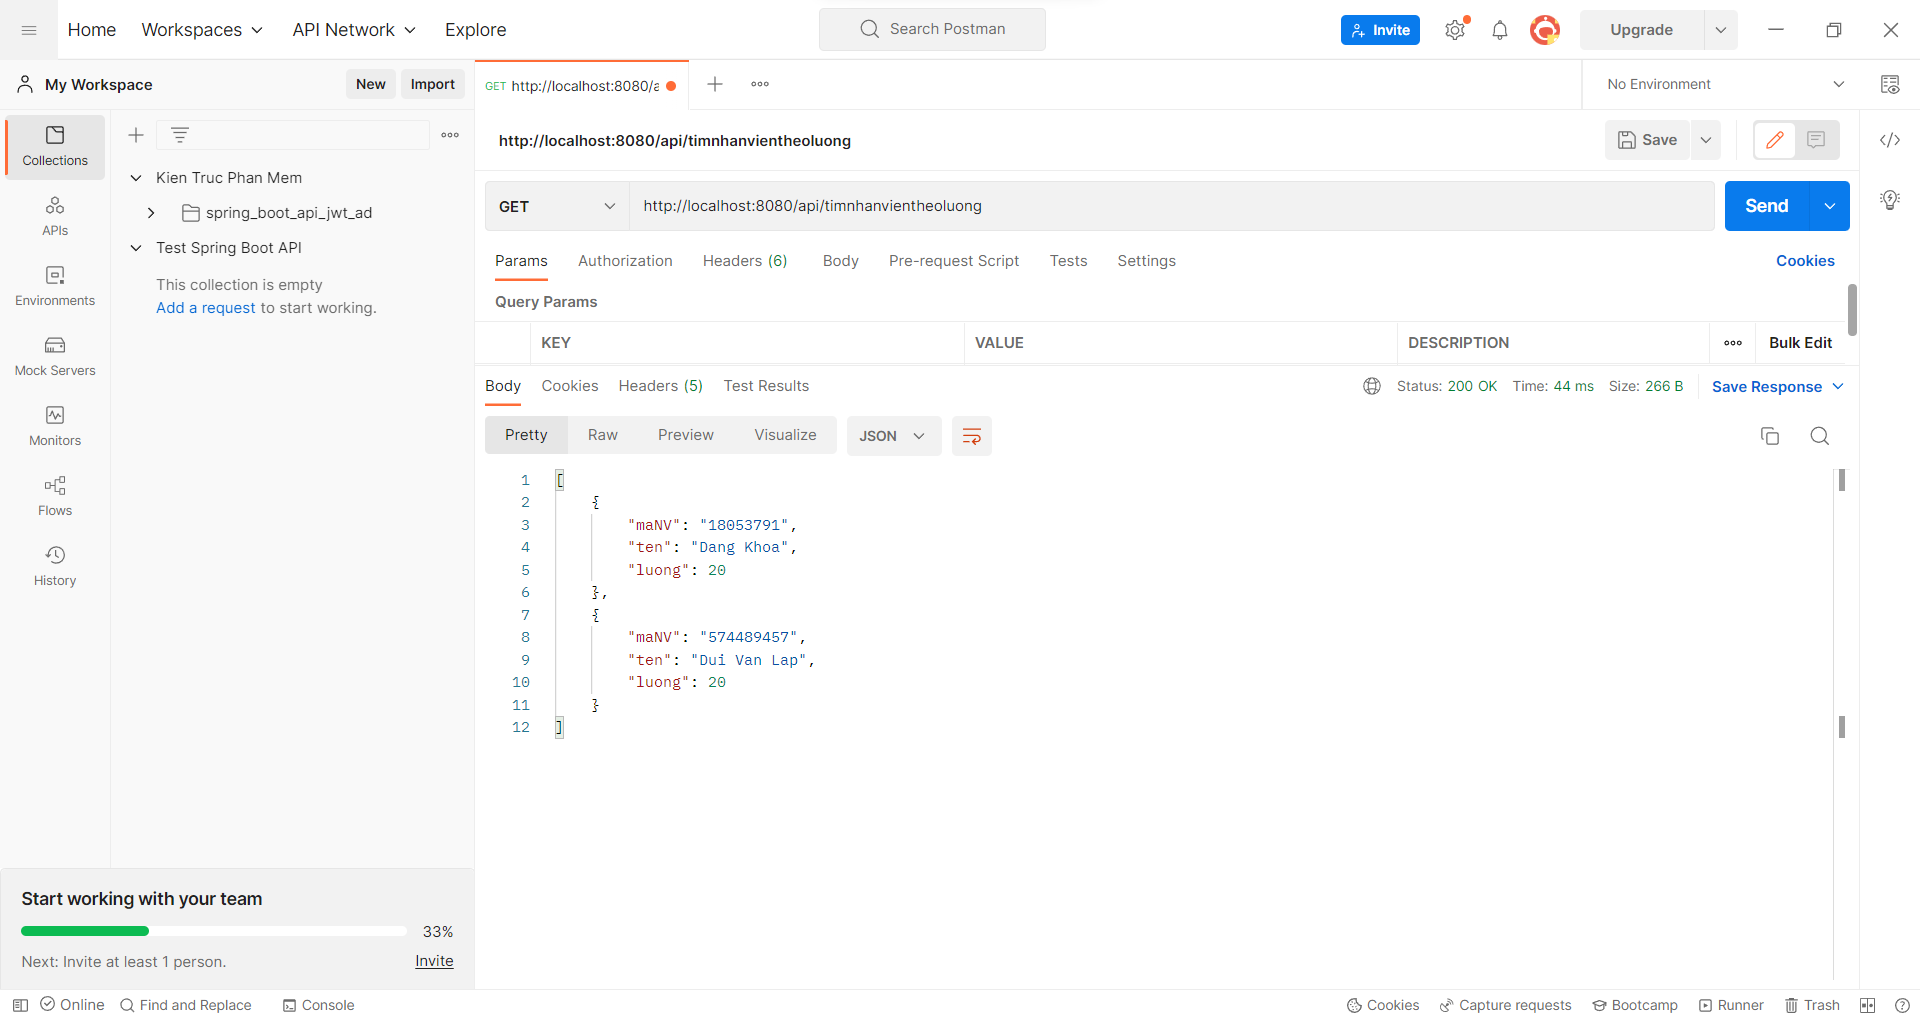 Home Workspaces API Network Explore Search Postman Invite Upgrade
My Workspace New Import GET http://localhost:8080/a No Environment
Collections
APIs
Environments
Mock Servers
Monitors
Flows
History
Kien Truc Phan Mem
spring_boot_api_jwt_ad
Test Spring Boot API
This collection is empty
Add a request to start working.
http://localhost:8080/api/timnhanvientheoluong Save
GET http://localhost:8080/api/timnhanvientheoluong Send
Params Authorization Headers (6) Body Pre-request Script Tests Settings Cookies
Query Params
KEY VALUE DESCRIPTION Bulk Edit
Body Cookies Headers (5) Test Results Status: 200 OK Time: 44 ms Size: 266 B Save Response
Pretty Raw Preview Visualize JSON
1 [
2 {
3 "maNV": "18053791",
4 "ten": "Dang Khoa",
5 "luong": 20
6 },
7 {
8 "maNV": "574489457",
9 "ten": "Dui Van Lap",
10 "luong": 20
11 }
12 ]
Start working with your team
33%
Next: Invite at least 1 person. Invite
Online Find and Replace Console Cookies Capture requests Bootcamp Runner Trash